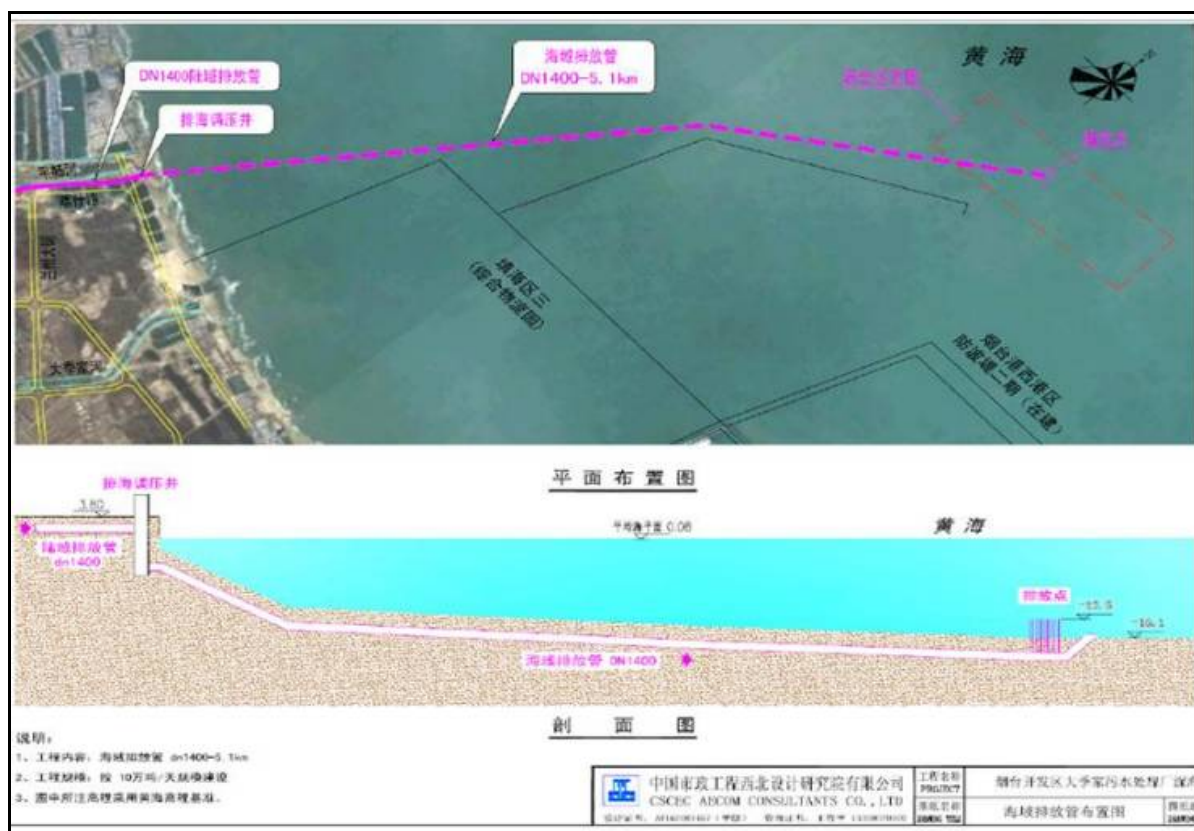 黄 海
海域排放管
DN1400-5.1km
DN1400陆域排放管
排海调压井
大季家河
填海区三
(综合物流园)
烟台港西港区
防波堤二期(在建)
平 面 布 置 图
排海调压井
3.80
平均海平面 0.06
黄 海
陆域排放管
dn1400
排放点
-16.1
海域排放管 DN1400
剖 面 图
说明:
1、工程内容:海域排放管 dn1400-5.1km
2、工程规模:按 10万吨/天规模建设
3、图中所注高程采用黄海高程基准.
中国市政工程西北设计研究院有限公司
CSCEC AECOM CONSULTANTS CO.,LTD
工程名称
PROJECT
烟台开发区大季家污水处理厂深海
图纸名称
海域排放管布置图